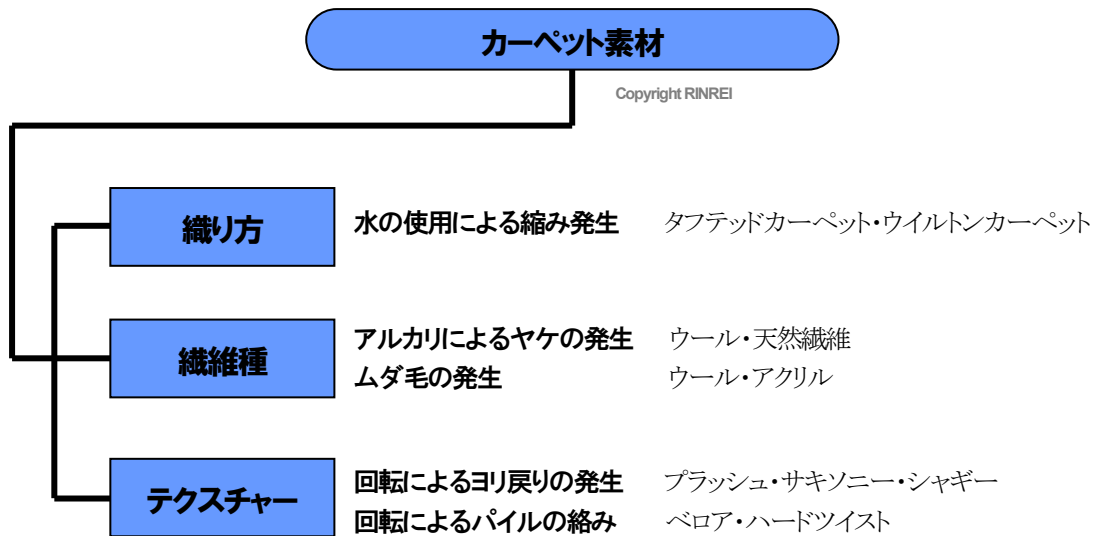 カーペット素材
Copyright RINREI
織り方
水の使用による縮み発生 タフテッドカーペット・ウイルトンカーペット
繊維種
アルカリによるヤケの発生 ウール・天然繊維
ムダ毛の発生 ウール・アクリル
テクスチャー
回転によるヨリ戻りの発生 プラッシュ・サキソニー・シャギー
回転によるパイルの絡み ベロア・ハードツイスト